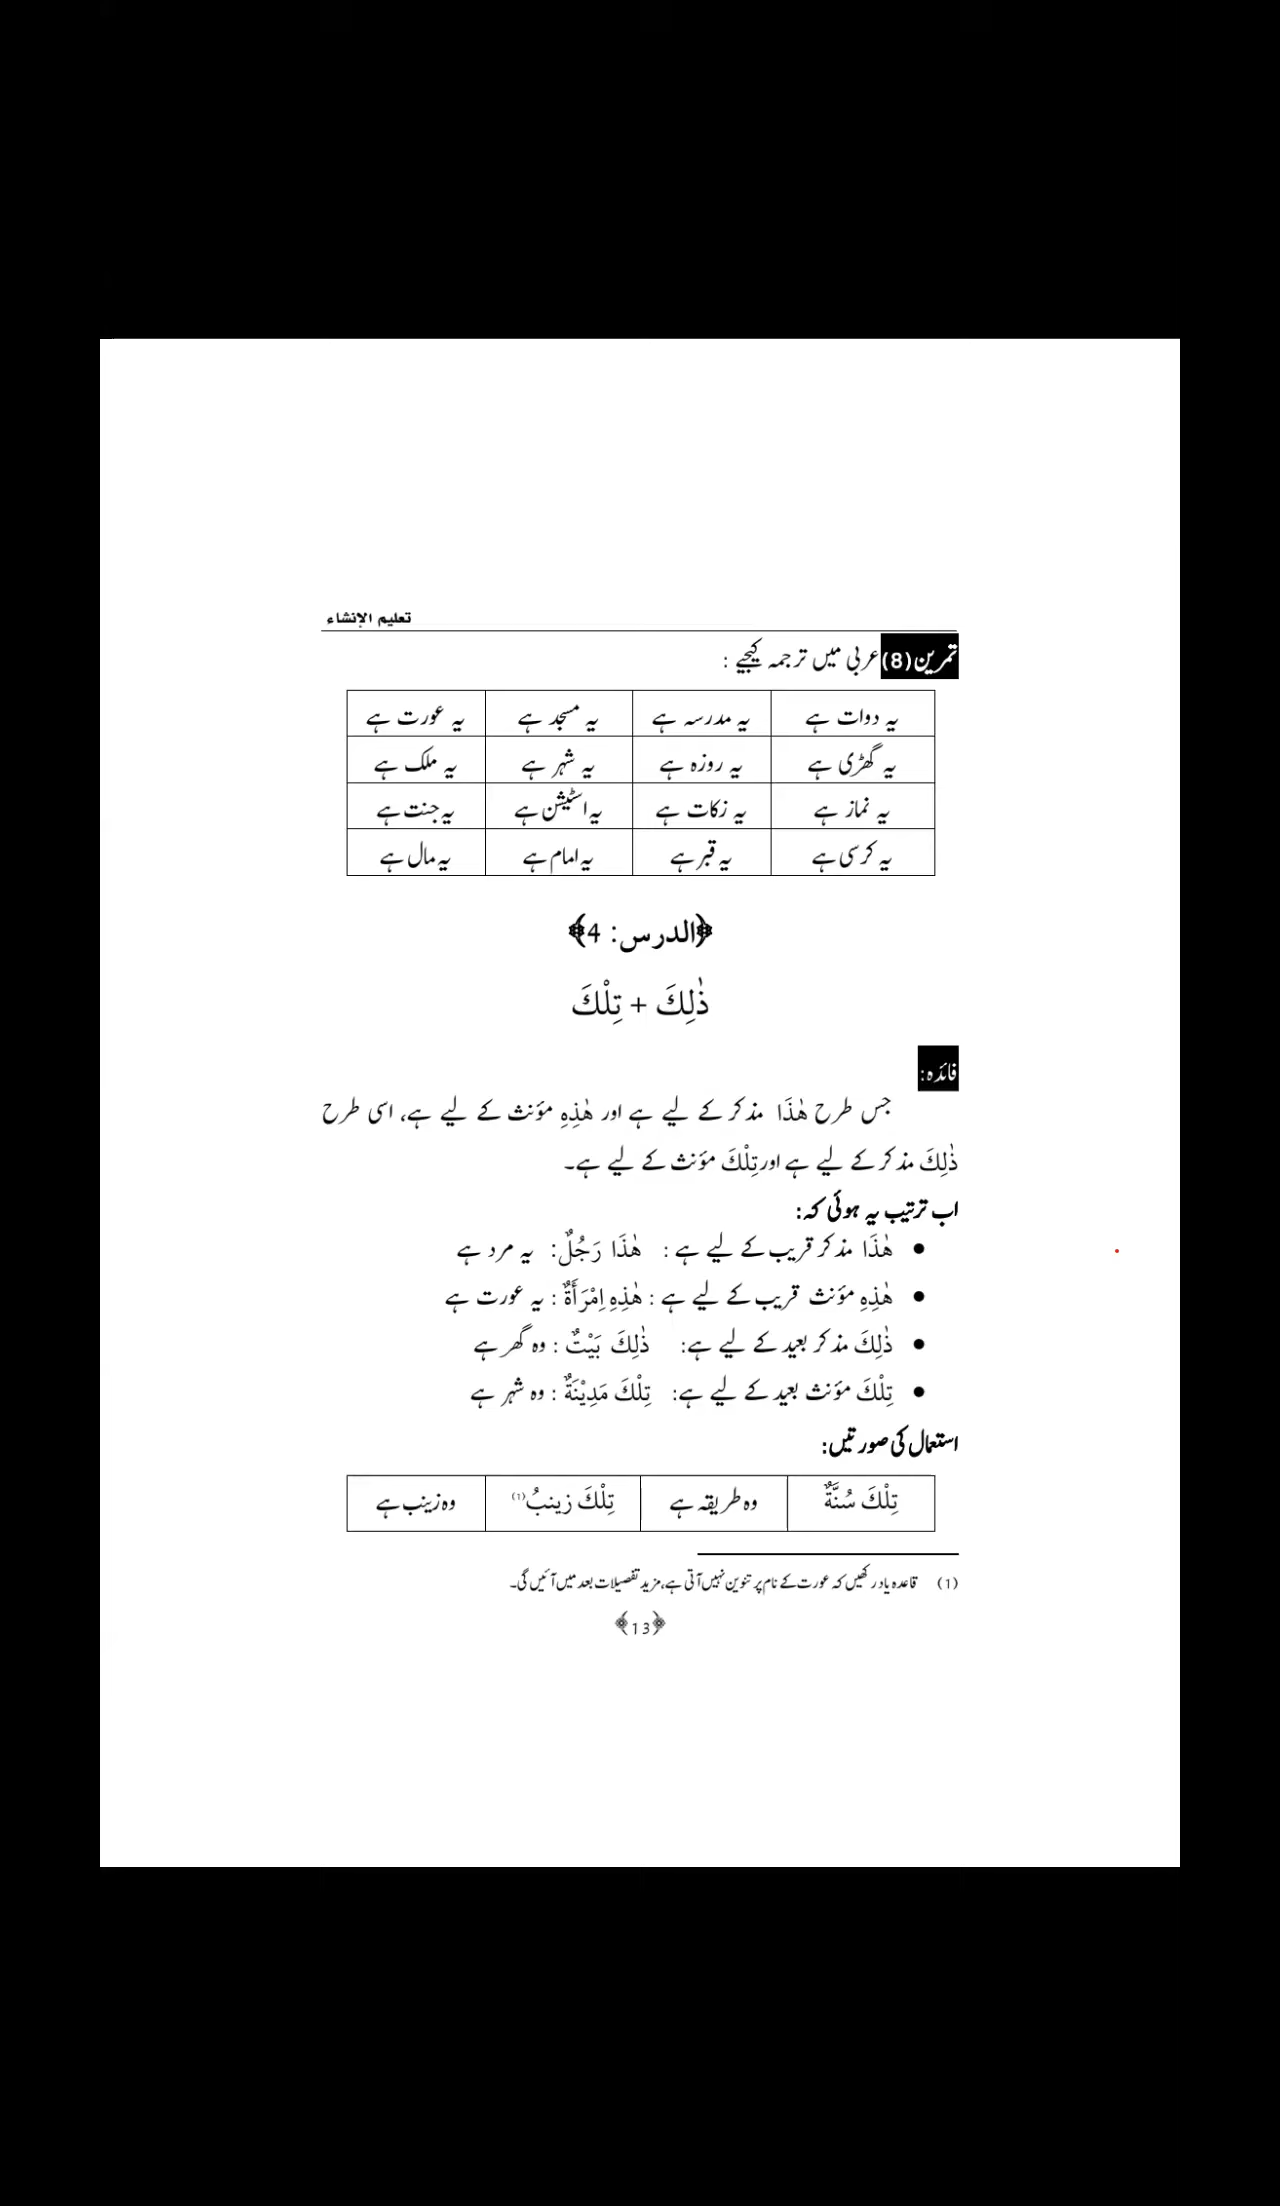 تعليم الإنشاء
تمرین(8) عربی میں ترجمہ کیجیے :
یہ دوات ہے یہ مدرسہ ہے یہ مسجد ہے یہ عورت ہے
یہ گھڑی ہے یہ روزہ ہے یہ شہر ہے یہ ملک ہے
یہ نماز ہے یہ زکات ہے یہ اسٹیشن ہے یہ جنت ہے
یہ کرسی ہے یہ قبر ہے یہ امام ہے یہ مال ہے
﴿الدرس: 4﴾
ذٰلِكَ + تِلْكَ
فائدہ:
جس طرح هٰذَا مذکر کے لیے ہے اور هٰذِهِ مؤنث کے لیے ہے، اسی طرح
ذٰلِكَ مذکر کے لیے ہے اور تِلْكَ مؤنث کے لیے ہے۔
اب ترتیب یہ ہوئی کہ:
• هٰذَا مذکر قریب کے لیے ہے : هٰذَا رَجُلٌ: یہ مرد ہے
• هٰذِهِ مؤنث قریب کے لیے ہے : هٰذِهِ اِمْرَأَةٌ : یہ عورت ہے
• ذٰلِكَ مذکر بعید کے لیے ہے: ذٰلِكَ بَيْتٌ : وہ گھر ہے
• تِلْكَ مؤنث بعید کے لیے ہے: تِلْكَ مَدِيْنَةٌ : وہ شہر ہے
استعمال کی صورتیں:
تِلْكَ سُنَّةٌ وہ طریقہ ہے تِلْكَ زينبُ(1) وہ زینب ہے
(1) قاعدہ یاد رکھیں کہ عورت کے نام پر تنوین نہیں آتی ہے، مزید تفصیلات بعد میں آئیں گی۔
﴿13﴾